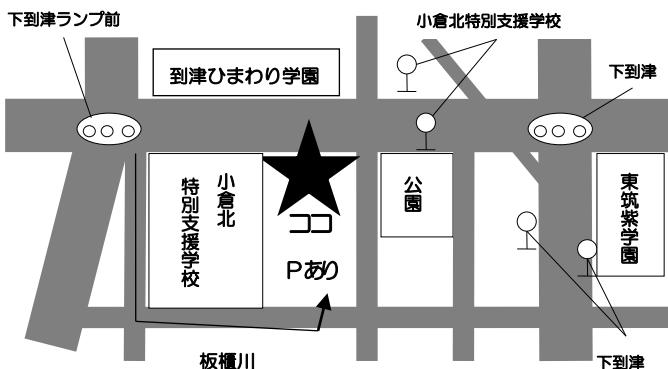 下到津ランプ前
小倉北特別支援学校
到津ひまわり学園
下到津
小倉北
特別支援学校
公園
東筑紫学園
ココ
Pあり
板櫃川
下到津